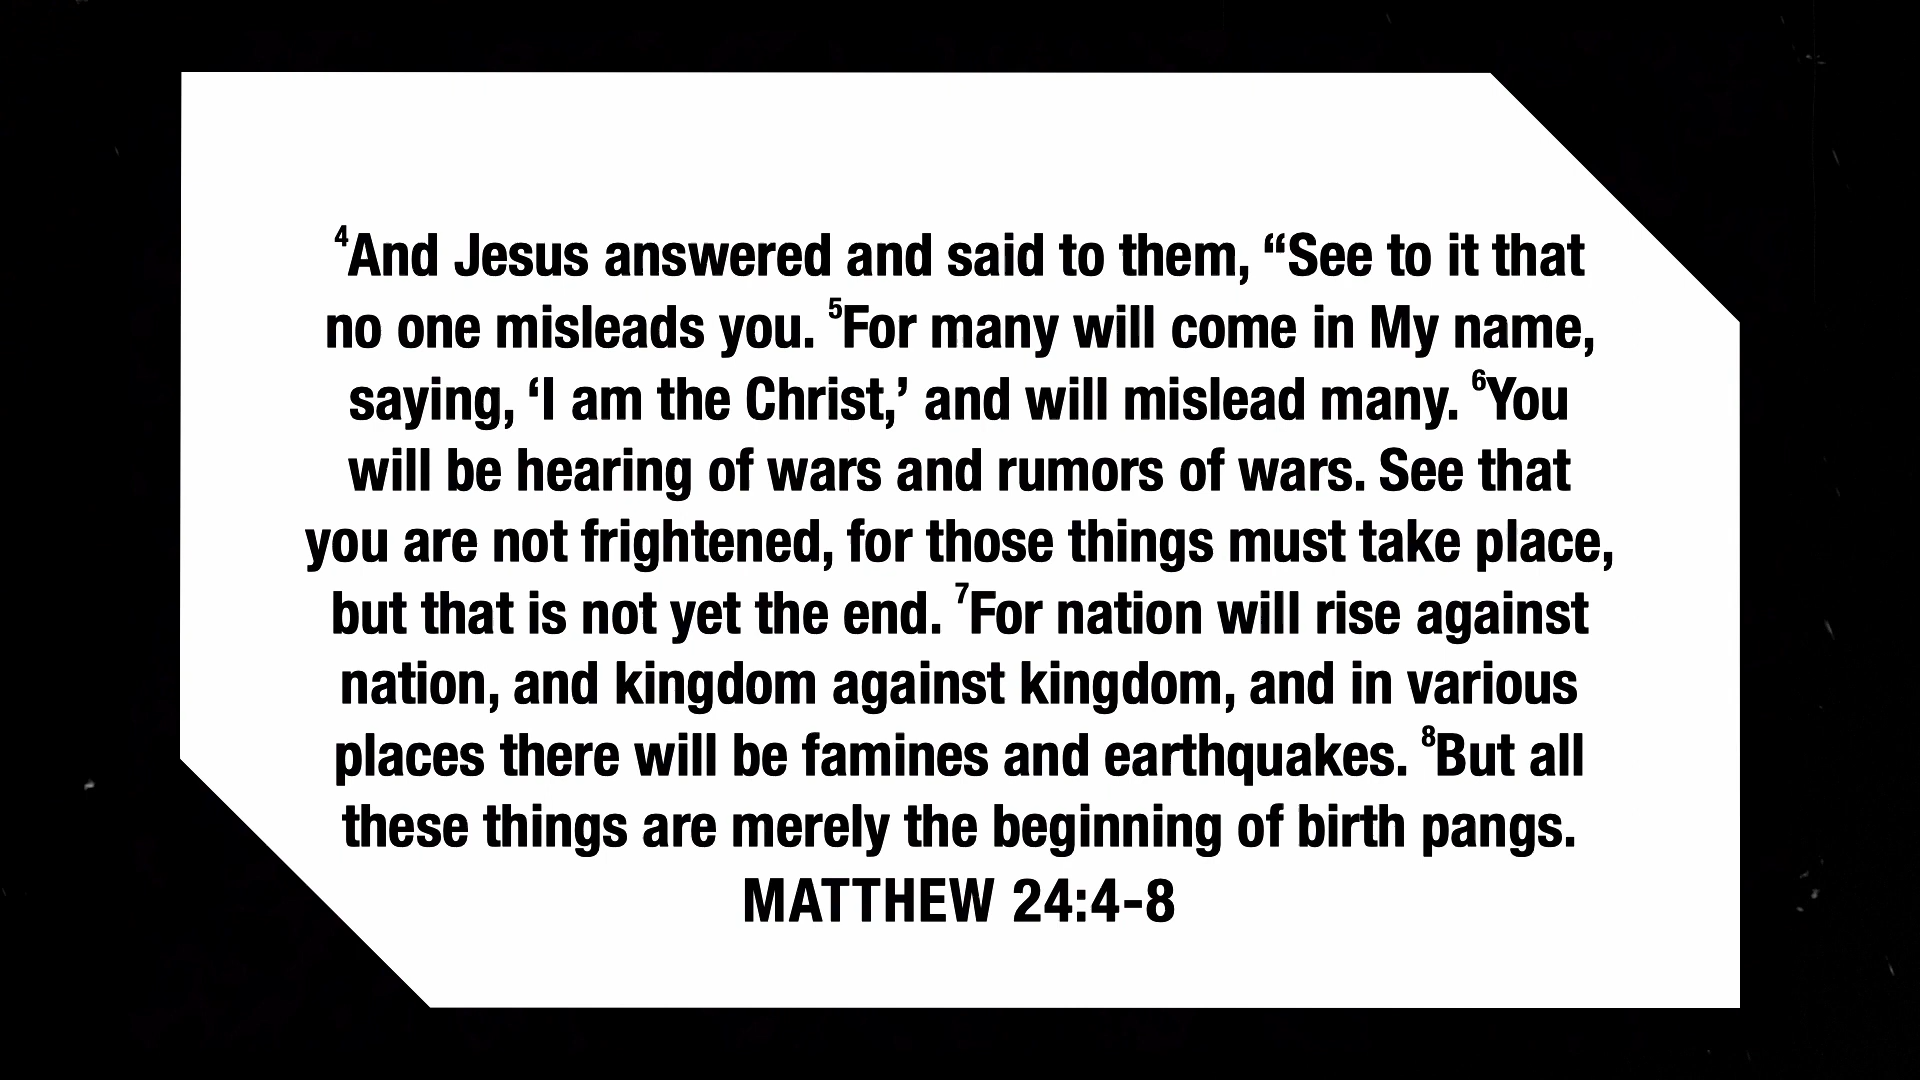 ⁴And Jesus answered and said to them, “See to it that
no one misleads you. ⁵For many will come in My name,
saying, ‘I am the Christ,’ and will mislead many. ⁶You
will be hearing of wars and rumors of wars. See that
you are not frightened, for those things must take place,
but that is not yet the end. ⁷For nation will rise against
nation, and kingdom against kingdom, and in various
places there will be famines and earthquakes. ⁸But all
these things are merely the beginning of birth pangs.
MATTHEW 24:4-8